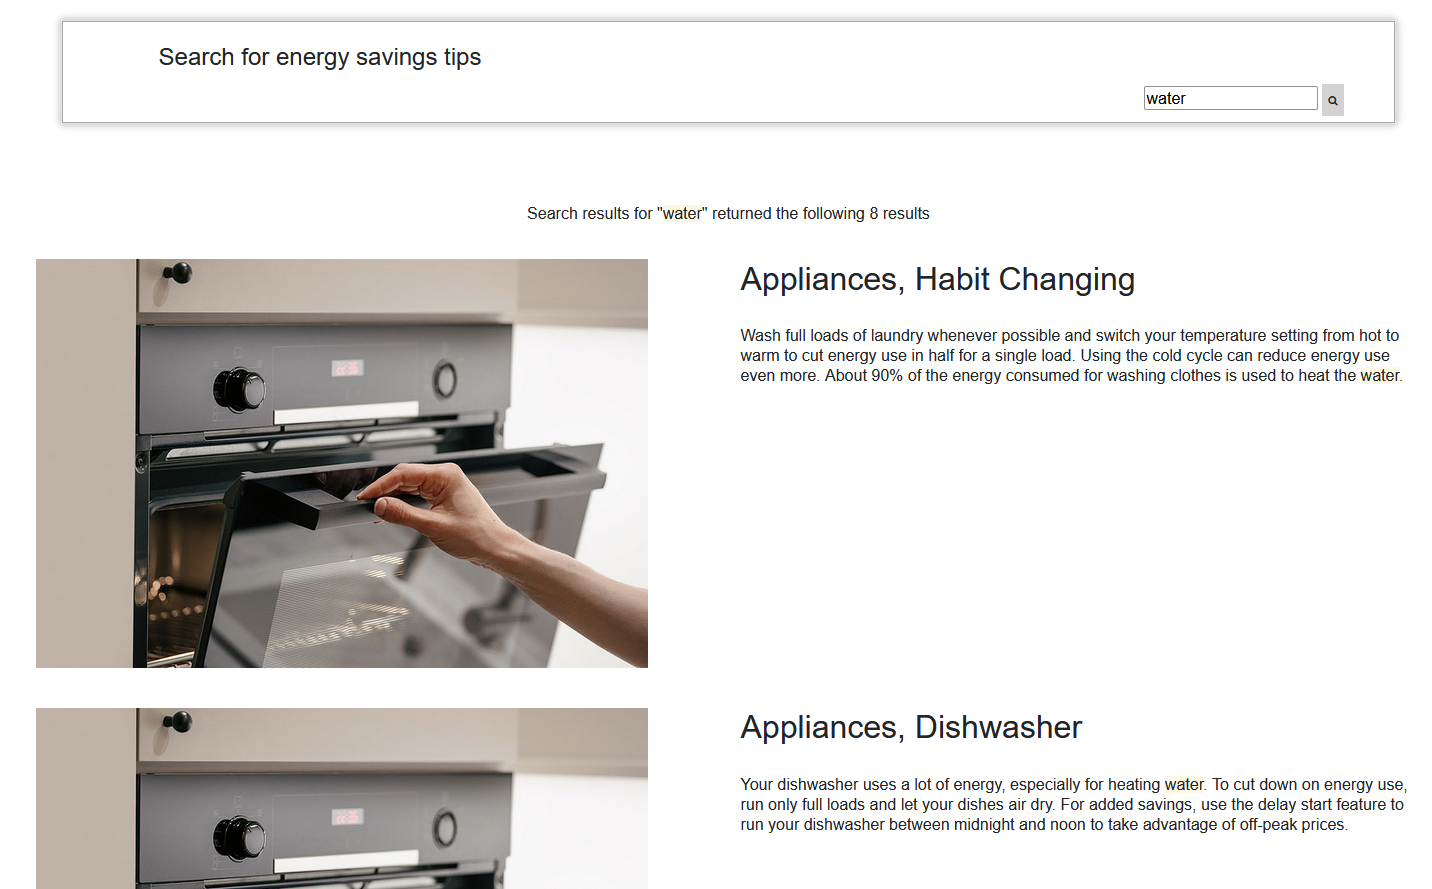 Search for energy savings tips
water
Search results for "water" returned the following 8 results
Appliances, Habit Changing
Wash full loads of laundry whenever possible and switch your temperature setting from hot to
warm to cut energy use in half for a single load. Using the cold cycle can reduce energy use
even more. About 90% of the energy consumed for washing clothes is used to heat the water.
Appliances, Dishwasher
Your dishwasher uses a lot of energy, especially for heating water. To cut down on energy use,
run only full loads and let your dishes air dry. For added savings, use the delay start feature to
run your dishwasher between midnight and noon to take advantage of off-peak prices.